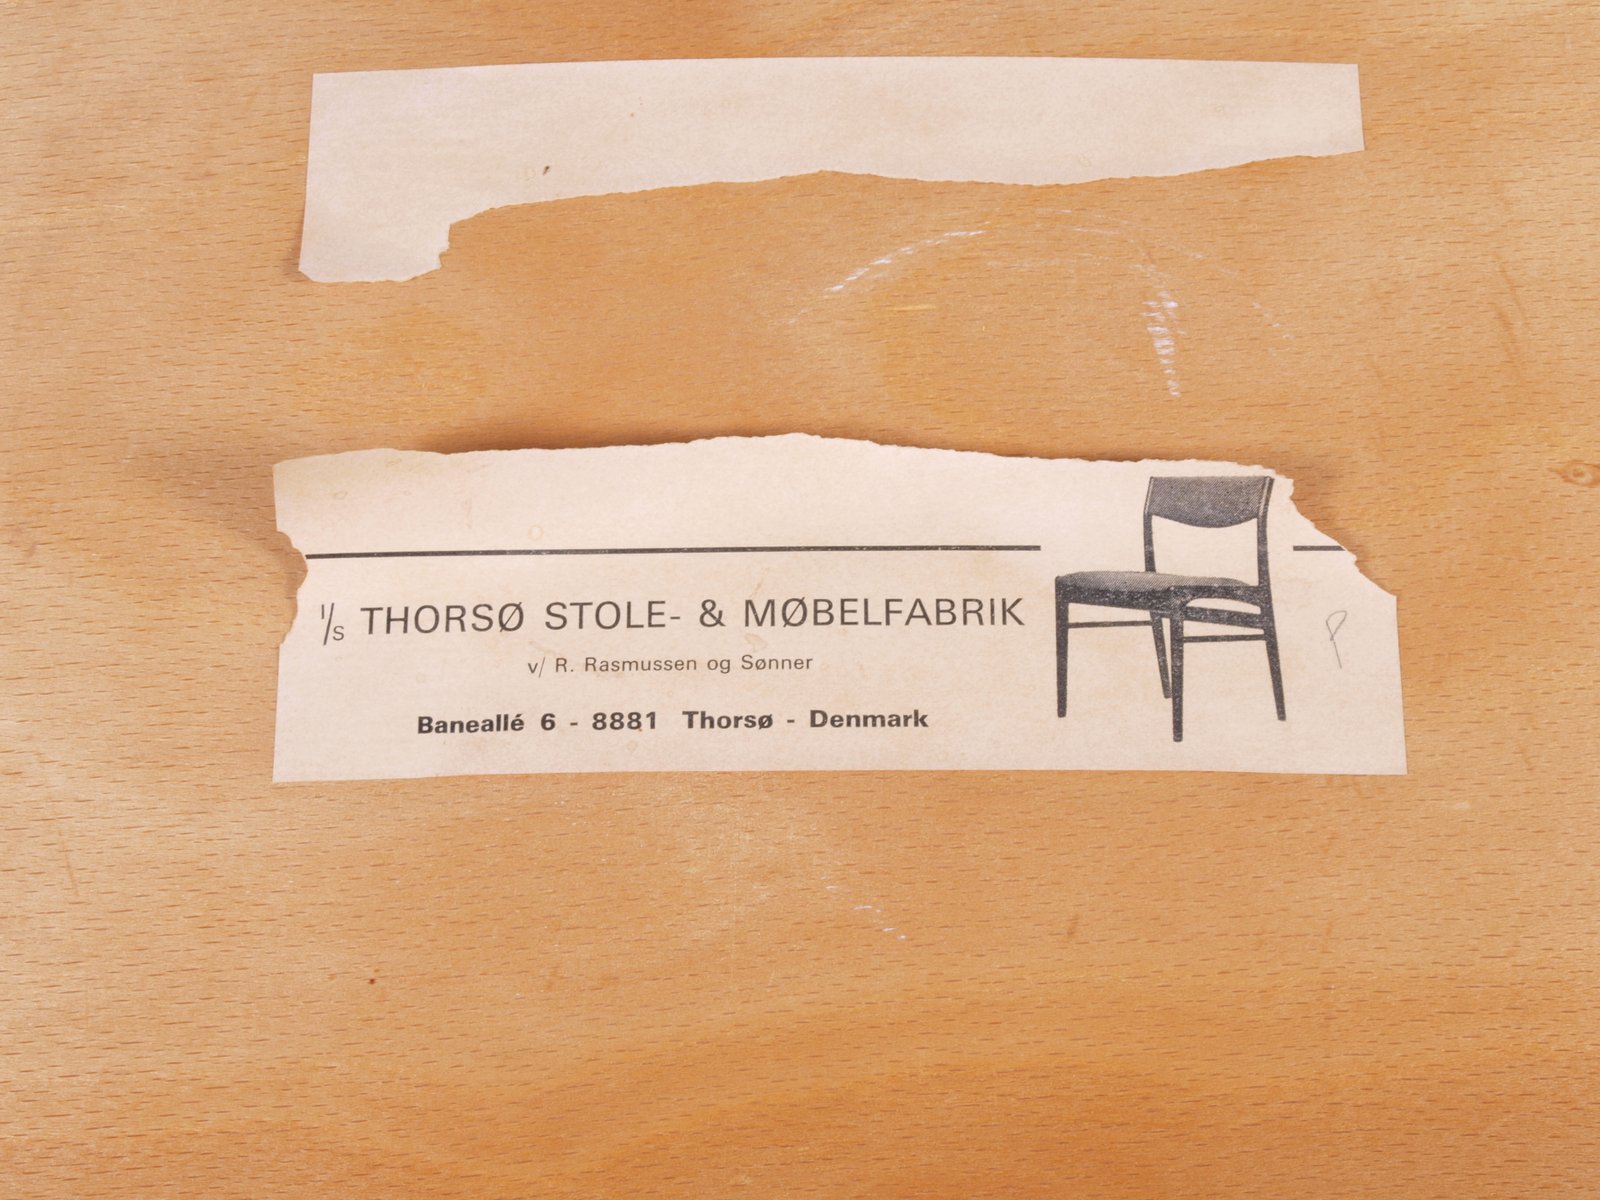 I/S THORSØ STOLE- & MØBELFABRIK
v/ R. Rasmussen og Sønner
Baneallé 6 - 8881 Thorsø - Denmark
P